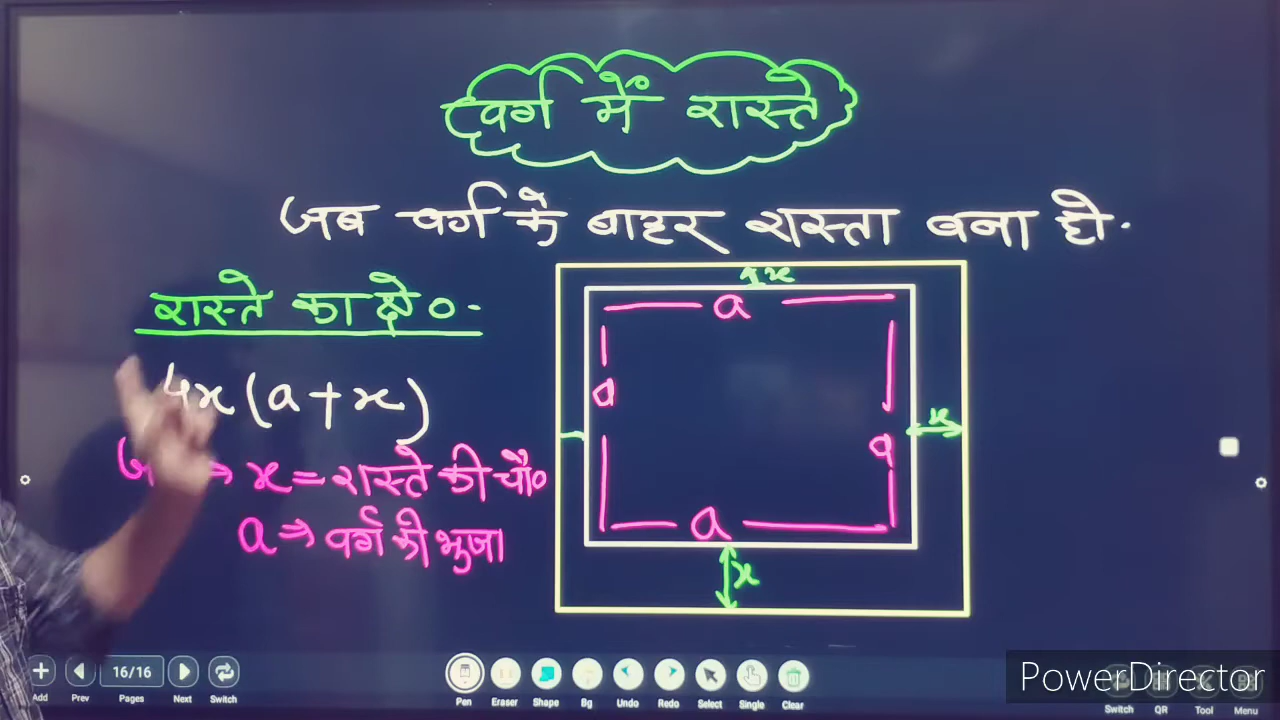 वर्ग में रास्ते
जब वर्ग के बाहर रास्ता बना हो.
रास्ते का क्षे०.
4x(a+x)
x = रास्ते की चौ०
a ⇒ वर्ग की भुजा
x
a
a
x
a
a
x
16/16
Add Prev Pages Next Switch Pen Eraser Shape Bg Undo Redo Select Single Clear Switch QR Tool Menu
PowerDirector